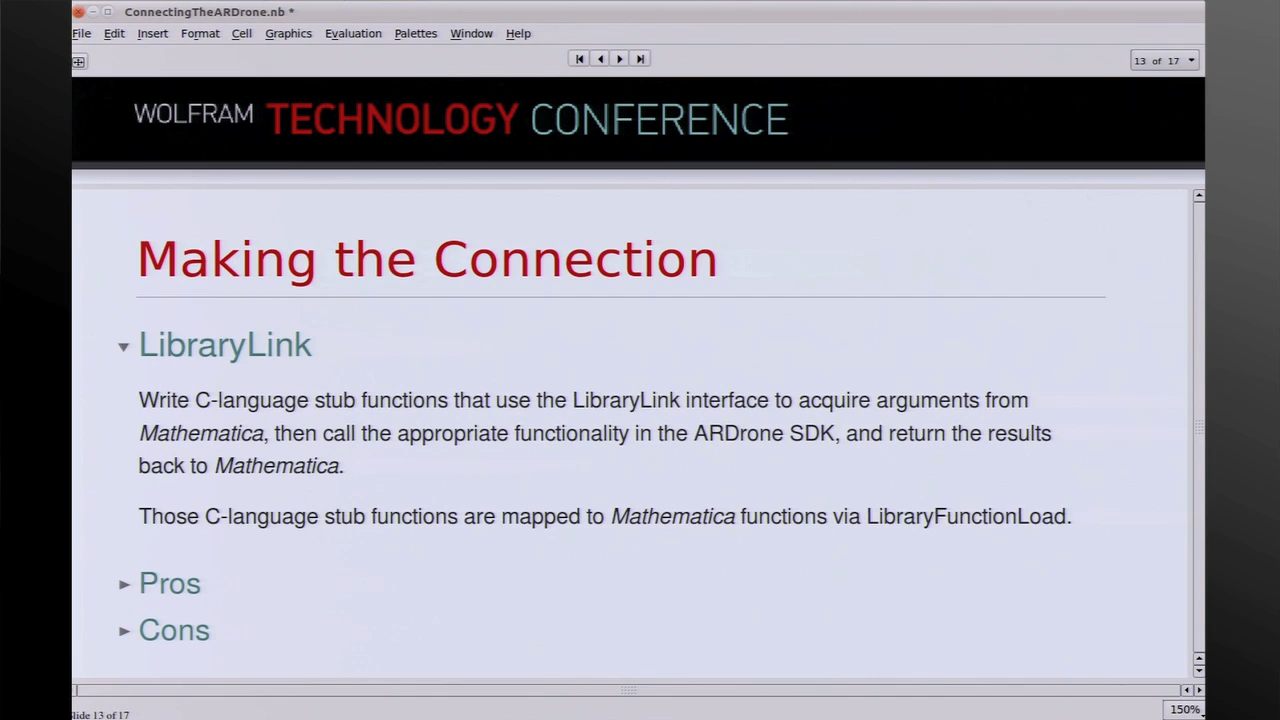 ConnectingTheARDrone.nb *
File Edit Insert Format Cell Graphics Evaluation Palettes Window Help
13 of 17
WOLFRAM TECHNOLOGY CONFERENCE
Making the Connection
LibraryLink
Write C-language stub functions that use the LibraryLink interface to acquire arguments from
Mathematica, then call the appropriate functionality in the ARDrone SDK, and return the results
back to Mathematica.
Those C-language stub functions are mapped to Mathematica functions via LibraryFunctionLoad.
Pros
Cons
lide 13 of 17
150%